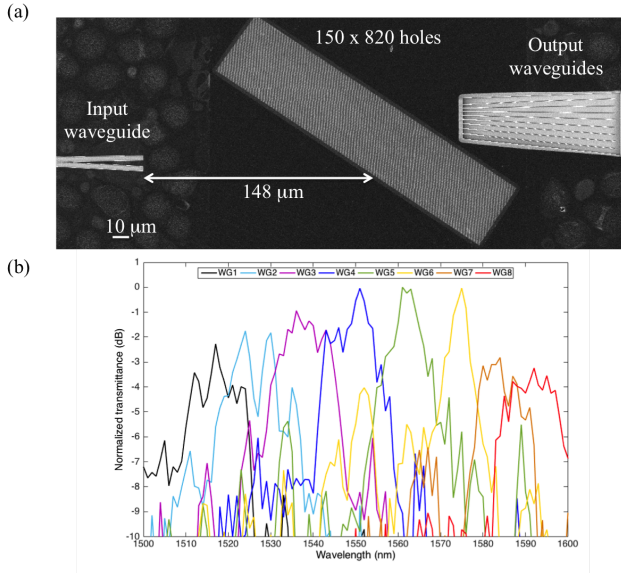 (a)
150 x 820 holes
Output
waveguides
Input
waveguide
148 μm
10 μm
(b)
WG1 WG2 WG3 WG4 WG5 WG6 WG7 WG8
Normalized transmittance (dB)
1
0
-1
-2
-3
-4
-5
-6
-7
-8
-9
-10
1500 1510 1520 1530 1540 1550 1560 1570 1580 1590 1600
Wavelength (nm)